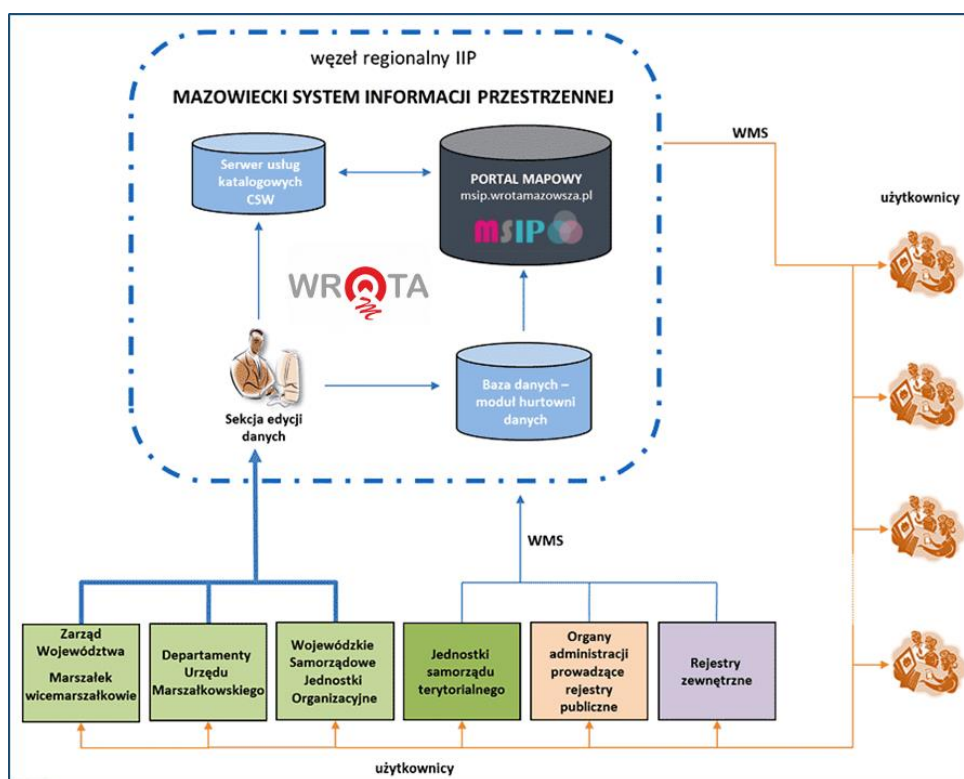 węzeł regionalny IIP
MAZOWIECKI SYSTEM INFORMACJI PRZESTRZENNEJ
WMS
Serwer usług
katalogowych
CSW
PORTAL MAPOWY
msip.wrotamazowsza.pl
mSIP
użytkownicy
WROTA
Sekcja edycji
danych
Baza danych –
moduł hurtowni
danych
WMS
Zarząd
Województwa
Marszałek
wicemarszałkowie
Departamenty
Urzędu
Marszałkowskiego
Wojewódzkie
Samorządowe
Jednostki
Organizacyjne
Jednostki
samorządu
terytorialnego
Organy
administracji
prowadzące
rejestry
publiczne
Rejestry
zewnętrzne
użytkownicy